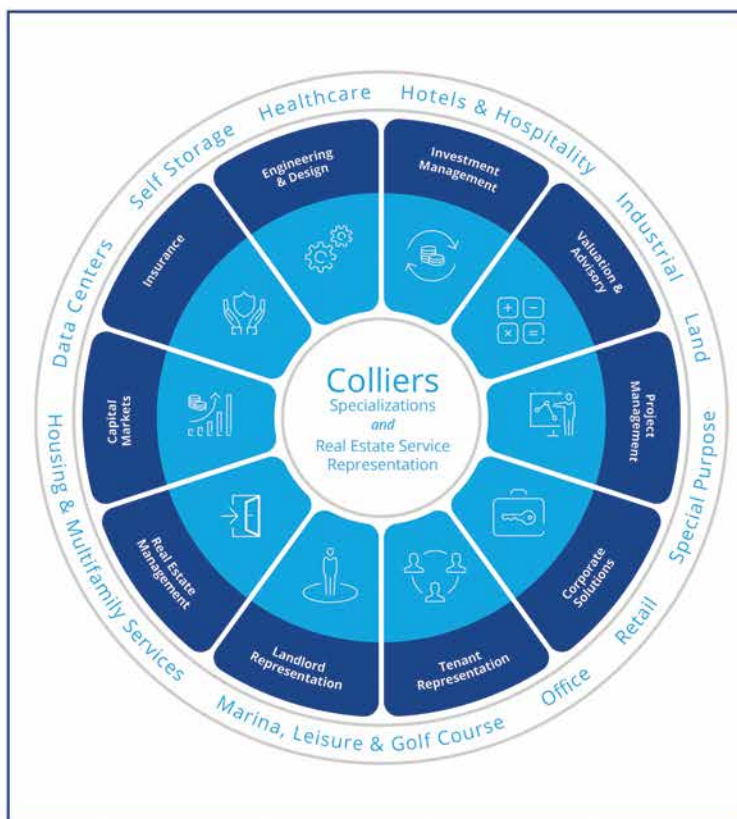 Colliers
Specializations
and
Real Estate Service
Representation
Investment
Management
Valuation &
Advisory
Project
Management
Corporate
Solutions
Tenant
Representation
Landlord
Representation
Real Estate
Management
Capital
Markets
Insurance
Engineering
& Design
Healthcare
Hotels & Hospitality
Industrial
Land
Special Purpose
Retail
Office
Marina, Leisure & Golf Course
Housing & Multifamily Services
Data Centers
Self Storage